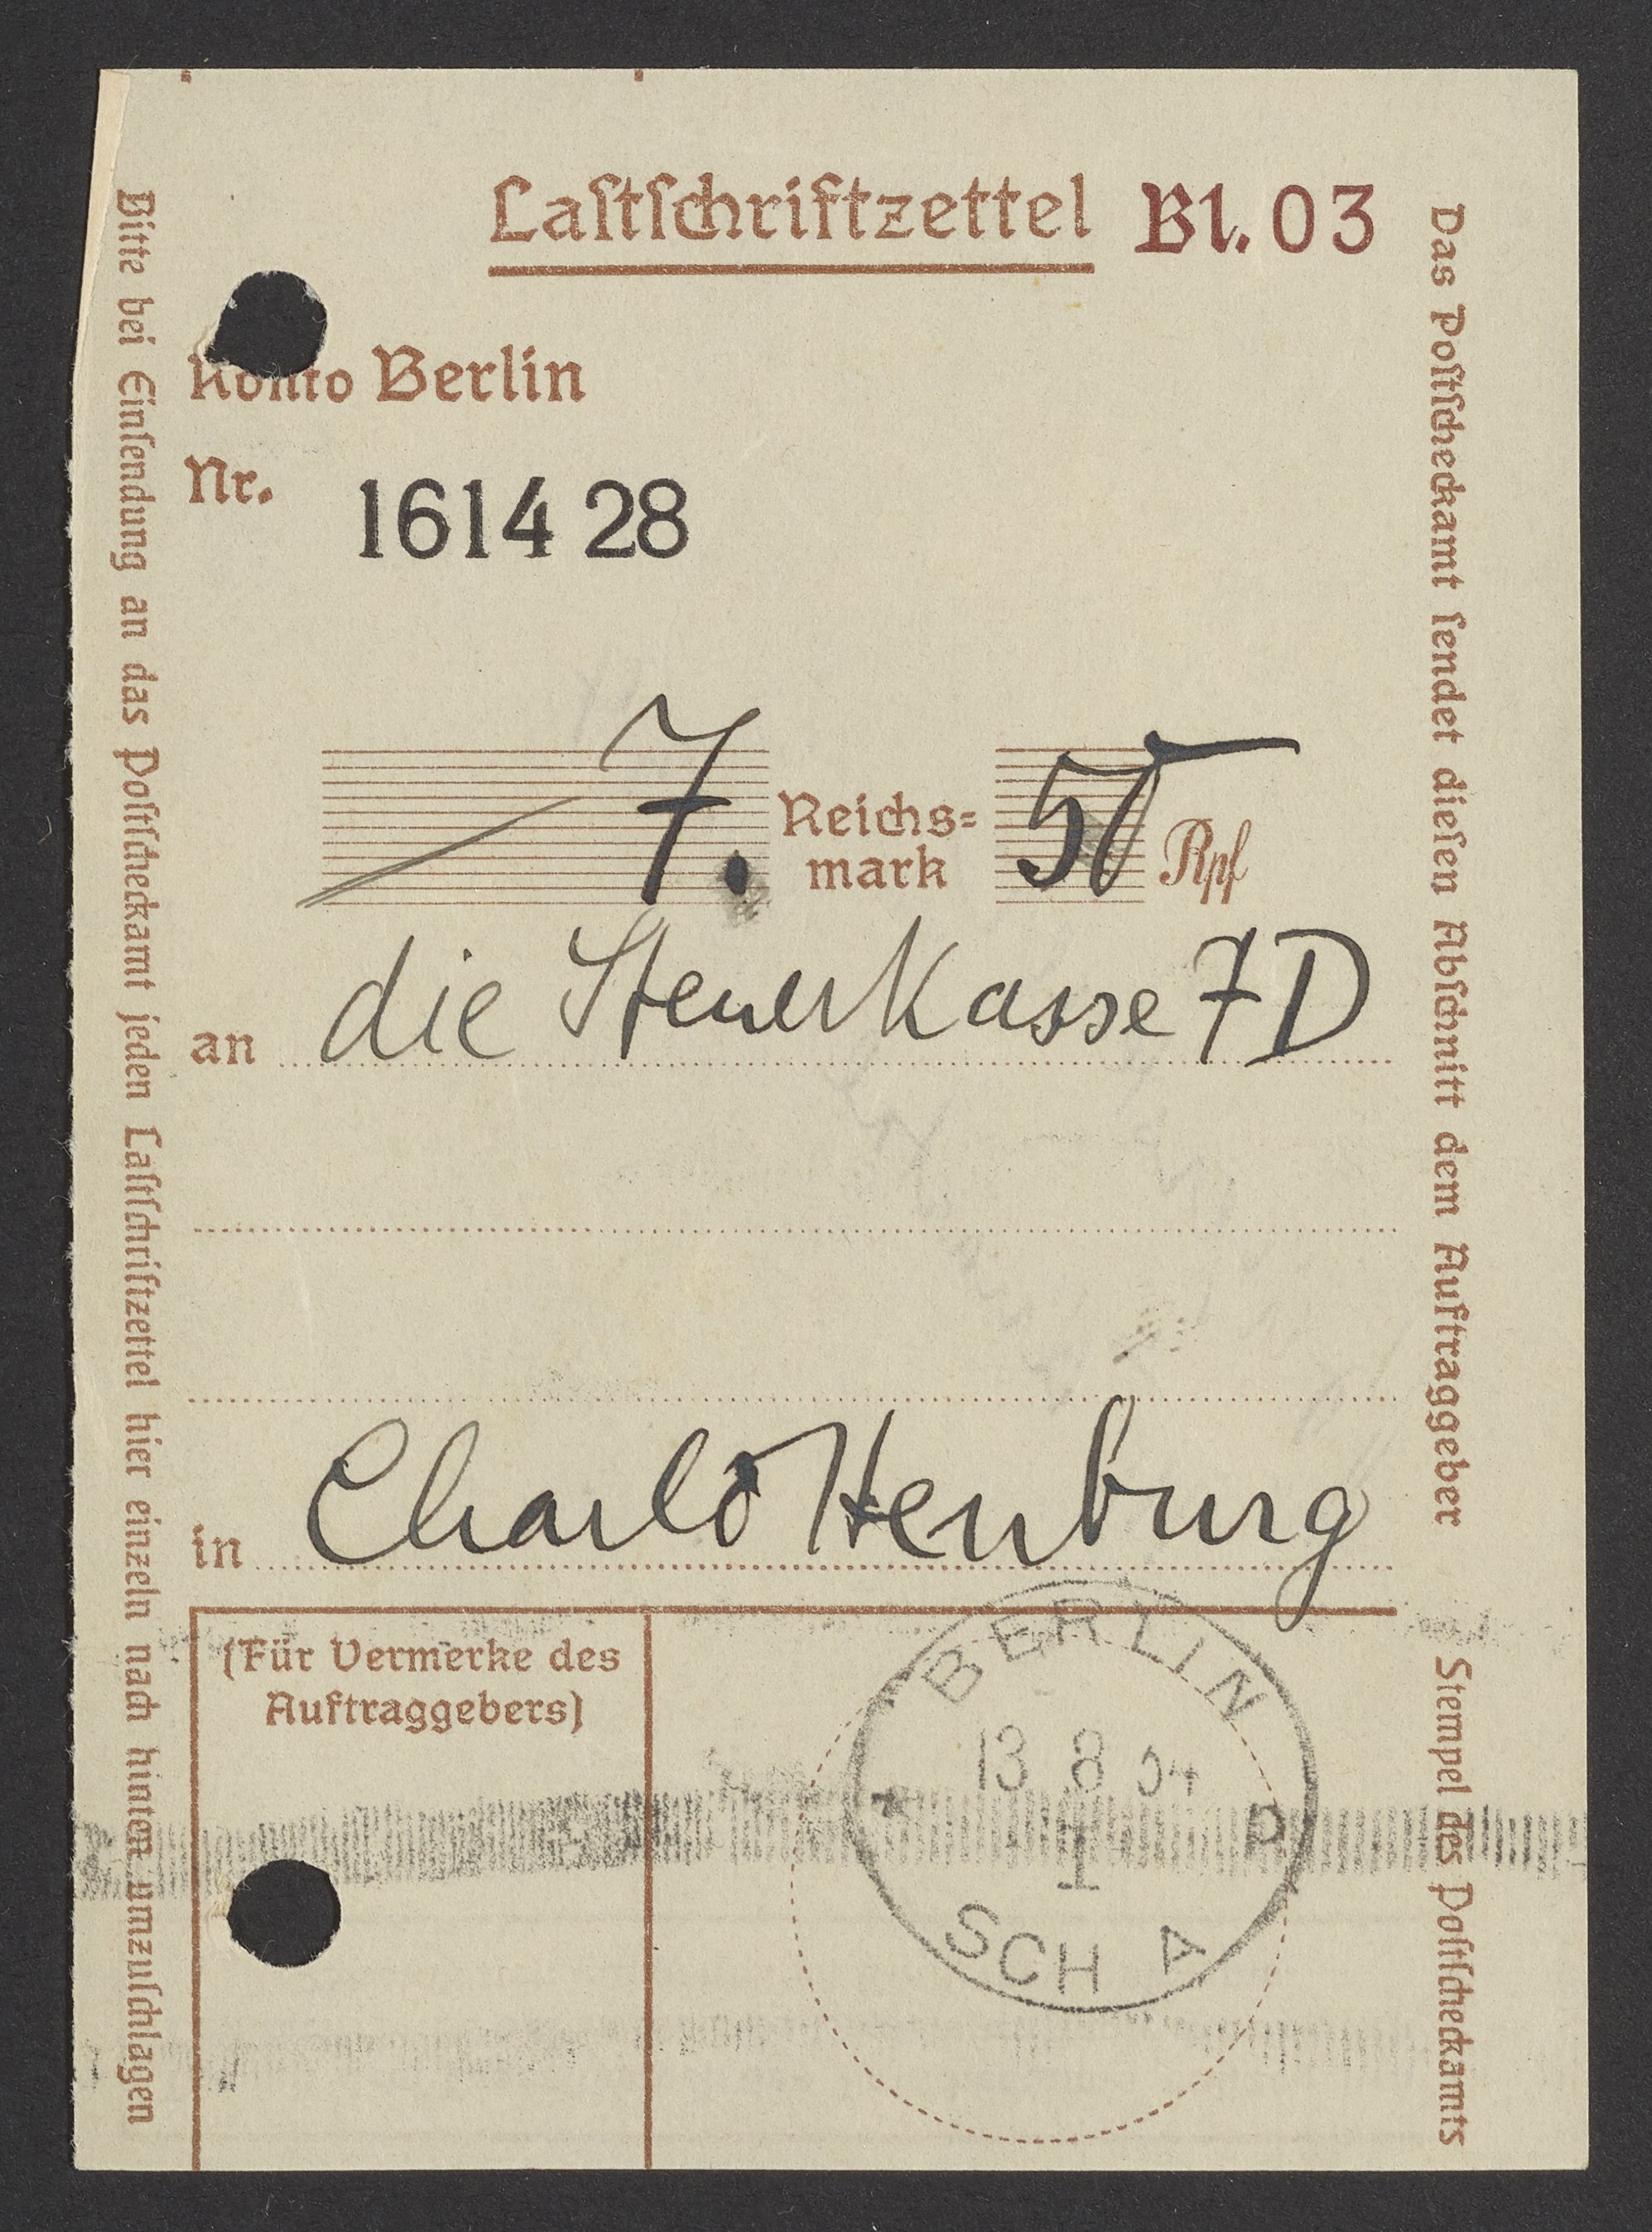 Laſtſchriftzettel Bl. 03
Konto Berlin
Nr. 1614 28
7. Reichs=
mark 50 Rpf
an die Steuerkasse 7D
in Charlottenburg
(Für Vermerke des
Auftraggebers)
BERLIN
13 8 34
I
P
SCH A
Bitte bei Einſendung an das Poſtſcheckamt jeden Laſtſchriftzettel hier einzeln nach hinten umzuſchlagen
Das Poſtſcheckamt ſendet dieſen Abſchnitt dem Auftraggeber
Stempel des Poſtſcheckamts